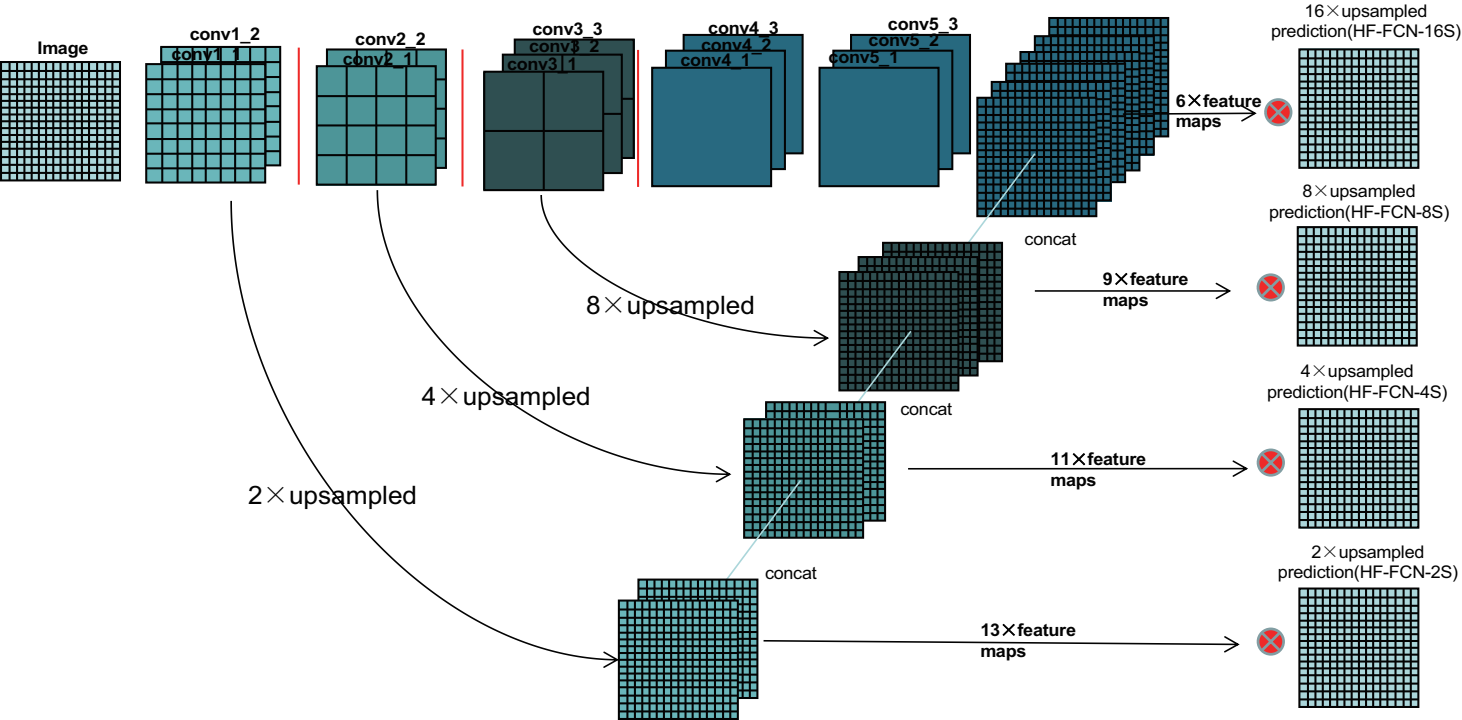 Image
conv1_2
conv1_1
conv2_2
conv2_1
conv3_3
conv3_2
conv3_1
conv4_3
conv4_2
conv4_1
conv5_3
conv5_2
conv5_1
6×feature
maps
16×upsampled
prediction(HF-FCN-16S)
concat
8×upsampled
9×feature
maps
8×upsampled
prediction(HF-FCN-8S)
concat
4×upsampled
11×feature
maps
4×upsampled
prediction(HF-FCN-4S)
concat
2×upsampled
13×feature
maps
2×upsampled
prediction(HF-FCN-2S)